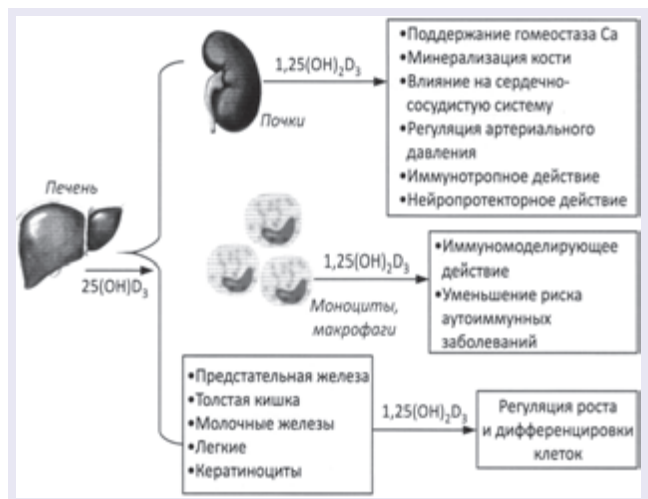 Печень
25(OH)D₃
Почки
1,25(OH)₂D₃
•Поддержание гомеостаза Са
•Минерализация кости
•Влияние на сердечно-
сосудистую систему
•Регуляция артериального
давления
•Иммунотропное действие
•Нейропротекторное действие
Моноциты,
макрофаги
1,25(OH)₂D₃
•Иммуномоделирующее
действие
•Уменьшение риска
аутоиммунных
заболеваний
•Предстательная железа
•Толстая кишка
•Молочные железы
•Легкие
•Кератиноциты
1,25(OH)₂D₃
Регуляция роста
и дифференцировки
клеток